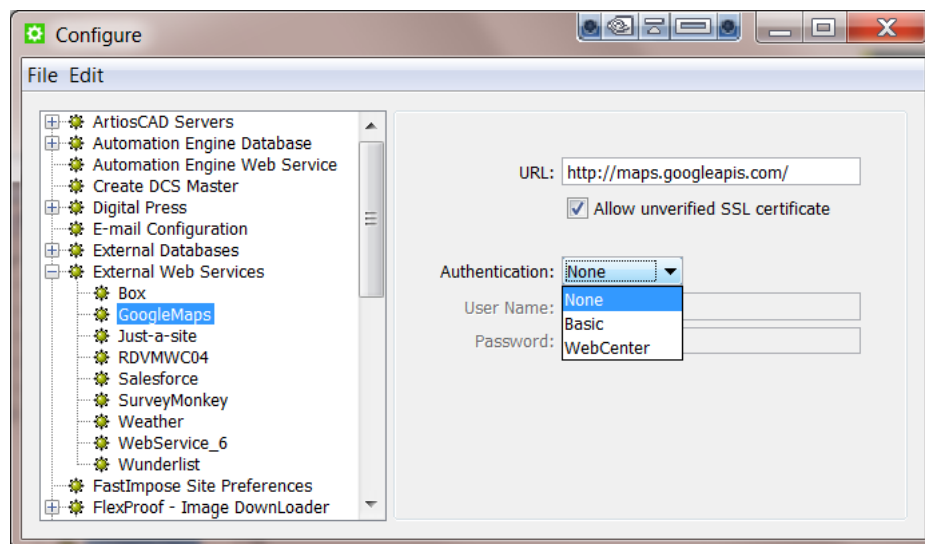 Configure
File Edit
ArtiosCAD Servers
Automation Engine Database
Automation Engine Web Service
Create DCS Master
Digital Press
E-mail Configuration
External Databases
External Web Services
Box
GoogleMaps
Just-a-site
RDVMWC04
Salesforce
SurveyMonkey
Weather
WebService_6
Wunderlist
FastImpose Site Preferences
FlexProof - Image DownLoader
URL: http://maps.googleapis.com/
Allow unverified SSL certificate
Authentication: None
None
Basic
WebCenter
User Name:
Password: